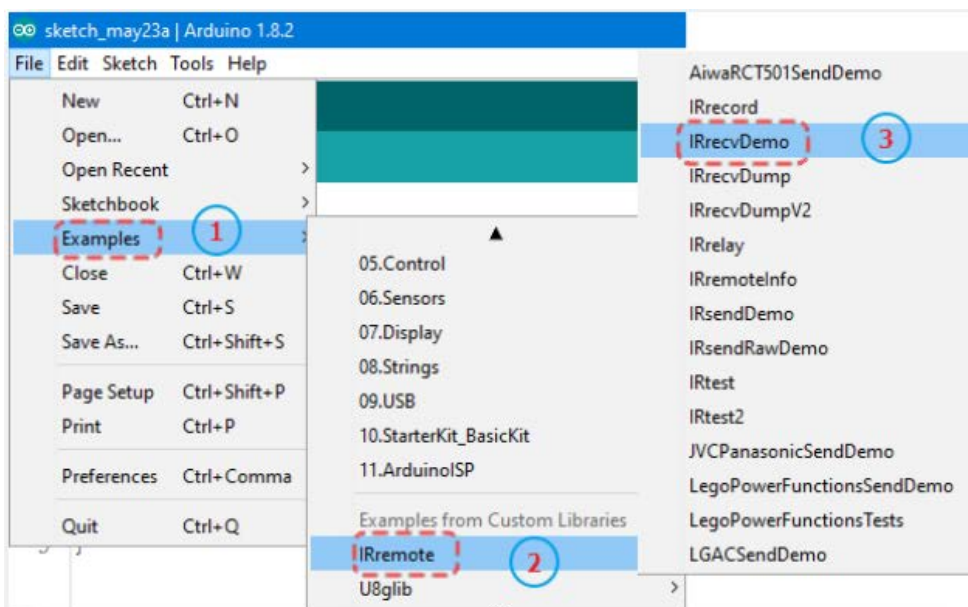 sketch_may23a | Arduino 1.8.2
File Edit Sketch Tools Help
New Ctrl+N
Open... Ctrl+O
Open Recent >
Sketchbook >
Examples 1
Close Ctrl+W
Save Ctrl+S
Save As... Ctrl+Shift+S
Page Setup Ctrl+Shift+P
Print Ctrl+P
Preferences Ctrl+Comma
Quit Ctrl+Q
▲
05.Control
06.Sensors
07.Display
08.Strings
09.USB
10.StarterKit_BasicKit
11.ArduinoISP
Examples from Custom Libraries
IRremote 2
U8glib >
AiwaRCT501SendDemo
IRrecord
IRrecvDemo 3
IRrecvDump
IRrecvDumpV2
IRrelay
IRremoteInfo
IRsendDemo
IRsendRawDemo
IRtest
IRtest2
JVCPanasonicSendDemo
LegoPowerFunctionsSendDemo
LegoPowerFunctionsTests
LGACSendDemo